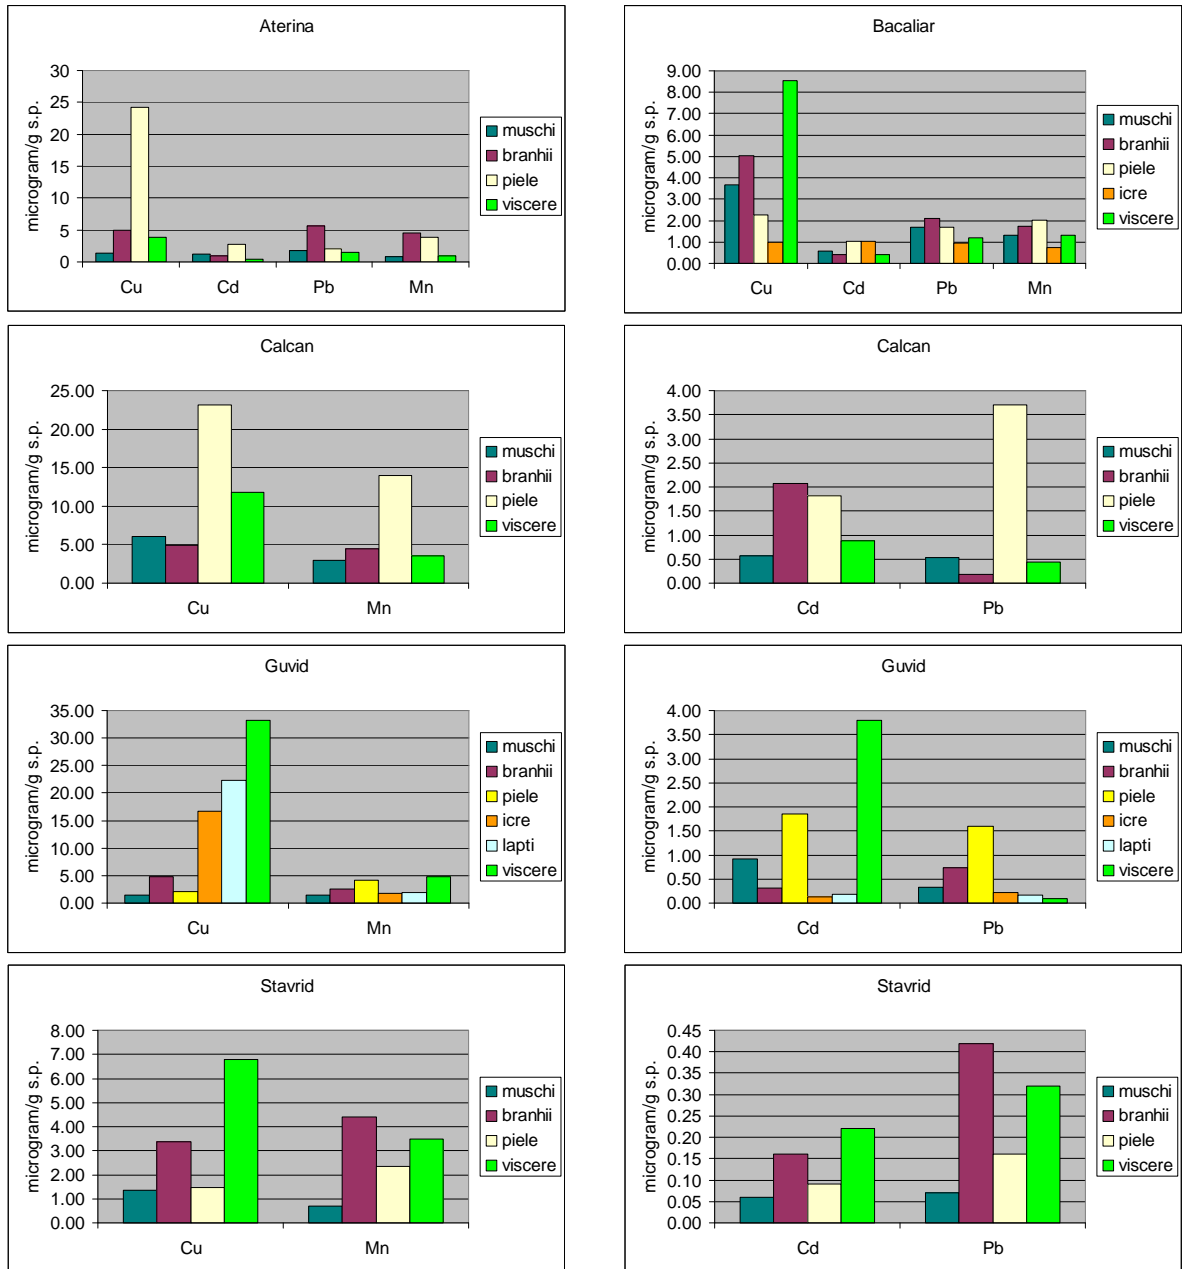 Aterina
microgram/g s.p.
30
25
20
15
10
5
0
Cu Cd Pb Mn
muschi
branhii
piele
viscere
Bacaliar
microgram/g s.p.
9.00
8.00
7.00
6.00
5.00
4.00
3.00
2.00
1.00
0.00
Cu Cd Pb Mn
muschi
branhii
piele
icre
viscere
Calcan
microgram/g s.p.
25.00
20.00
15.00
10.00
5.00
0.00
Cu Mn
muschi
branhii
piele
viscere
Calcan
microgram/g s.p.
4.00
3.50
3.00
2.50
2.00
1.50
1.00
0.50
0.00
Cd Pb
muschi
branhii
piele
viscere
Guvid
microgram/g s.p.
35.00
30.00
25.00
20.00
15.00
10.00
5.00
0.00
Cu Mn
muschi
branhii
piele
icre
lapti
viscere
Guvid
microgram/g s.p.
4.00
3.50
3.00
2.50
2.00
1.50
1.00
0.50
0.00
Cd Pb
muschi
branhii
piele
icre
lapti
viscere
Stavrid
microgram/g s.p.
8.00
7.00
6.00
5.00
4.00
3.00
2.00
1.00
0.00
Cu Mn
muschi
branhii
piele
viscere
Stavrid
microgram/g s.p.
0.45
0.40
0.35
0.30
0.25
0.20
0.15
0.10
0.05
0.00
Cd Pb
muschi
branhii
piele
viscere